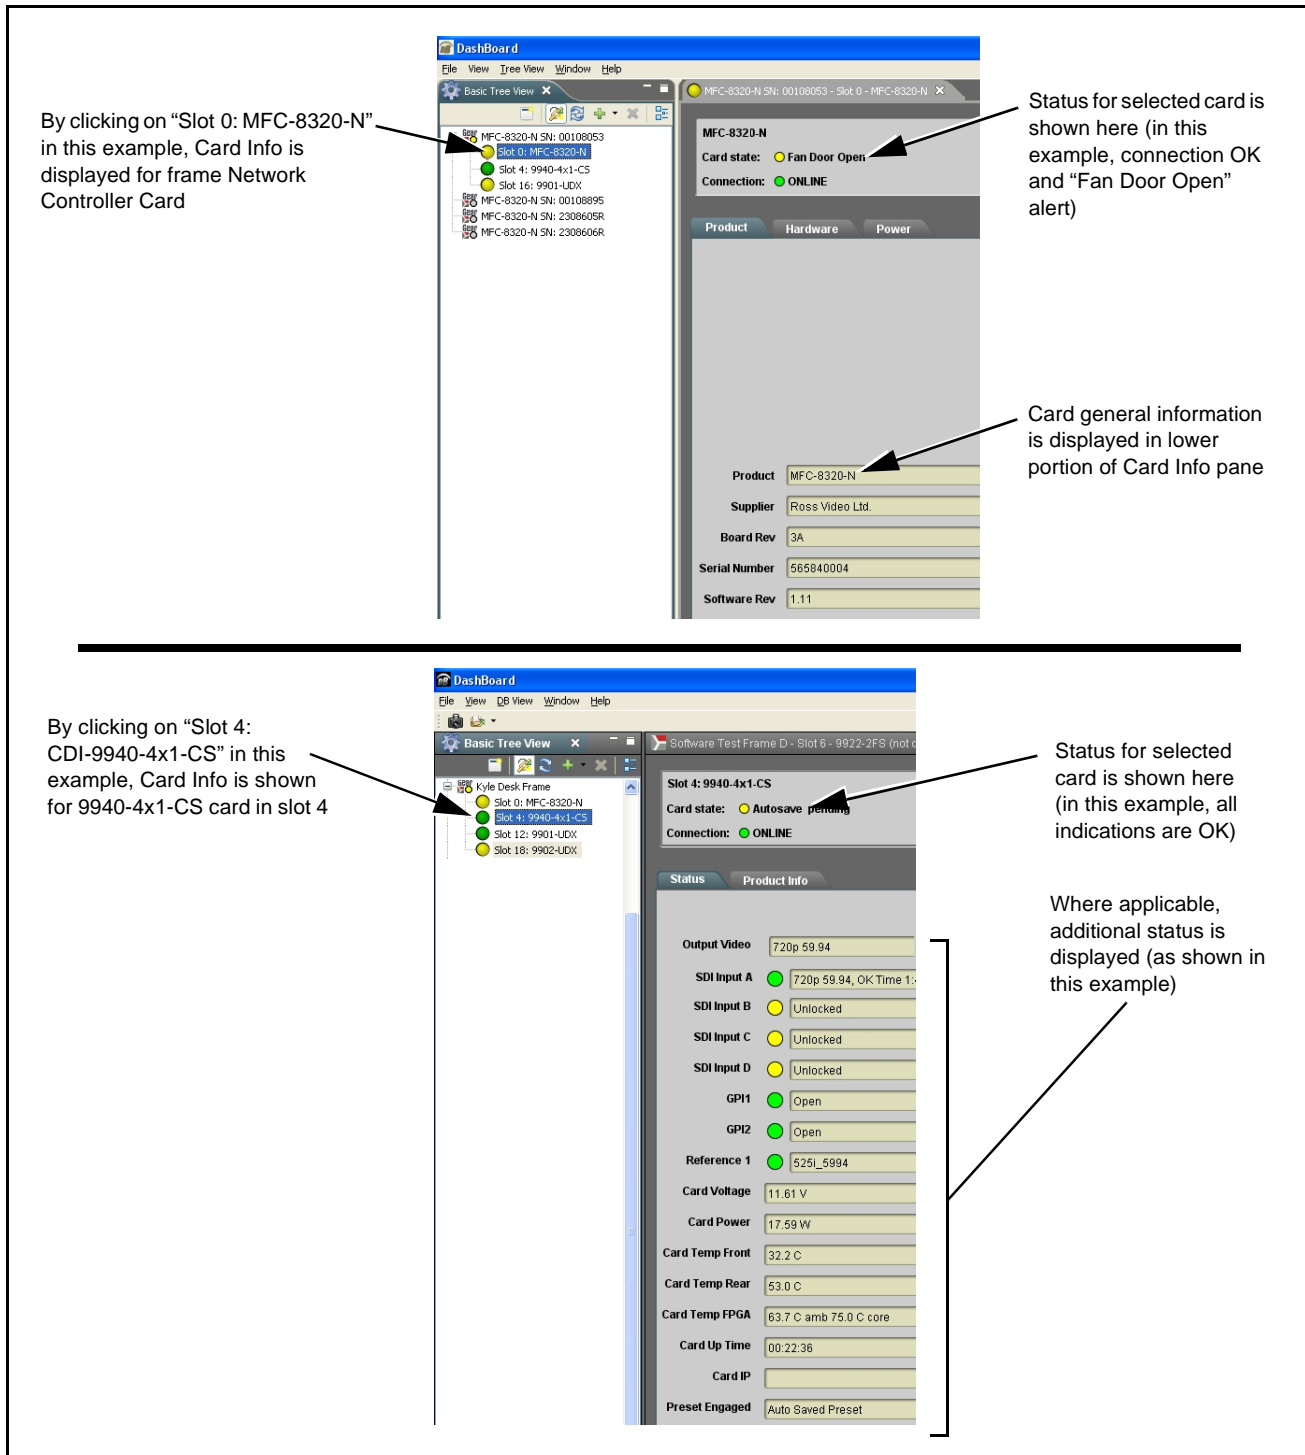 DashBoard
File View Tree View Window Help
Basic Tree View
MFC-8320-N SN: 00108053 - Slot 0 - MFC-8320-N
MFC-8320-N SN: 00108053
Slot 0: MFC-8320-N
Slot 4: 9940-4x1-CS
Slot 16: 9901-UDX
MFC-8320-N SN: 00108895
MFC-8320-N SN: 2308605R
MFC-8320-N SN: 2308606R
By clicking on “Slot 0: MFC-8320-N”
in this example, Card Info is
displayed for frame Network
Controller Card
MFC-8320-N
Card state: Fan Door Open
Connection: ONLINE
Status for selected card is
shown here (in this
example, connection OK
and “Fan Door Open”
alert)
Product Hardware Power
Card general information
is displayed in lower
portion of Card Info pane
Product MFC-8320-N
Supplier Ross Video Ltd.
Board Rev 3A
Serial Number 565840004
Software Rev 1.11
DashBoard
File View DB View Window Help
Basic Tree View
Software Test Frame D - Slot 6 - 9922-2FS (not c
By clicking on “Slot 4:
CDI-9940-4x1-CS” in this
example, Card Info is shown
for 9940-4x1-CS card in slot 4
Kyle Desk Frame
Slot 0: MFC-8320-N
Slot 4: 9940-4x1-CS
Slot 12: 9901-UDX
Slot 18: 9902-UDX
Slot 4: 9940-4x1-CS
Card state: Autosave pending
Connection: ONLINE
Status for selected
card is shown here
(in this example, all
indications are OK)
Status Product Info
Where applicable,
additional status is
displayed (as shown in
this example)
Output Video 720p 59.94
SDI Input A 720p 59.94, OK Time 1:
SDI Input B Unlocked
SDI Input C Unlocked
SDI Input D Unlocked
GPI1 Open
GPI2 Open
Reference 1 525i_5994
Card Voltage 11.61 V
Card Power 17.59 W
Card Temp Front 32.2 C
Card Temp Rear 53.0 C
Card Temp FPGA 63.7 C amb 75.0 C core
Card Up Time 00:22:36
Card IP
Preset Engaged Auto Saved Preset